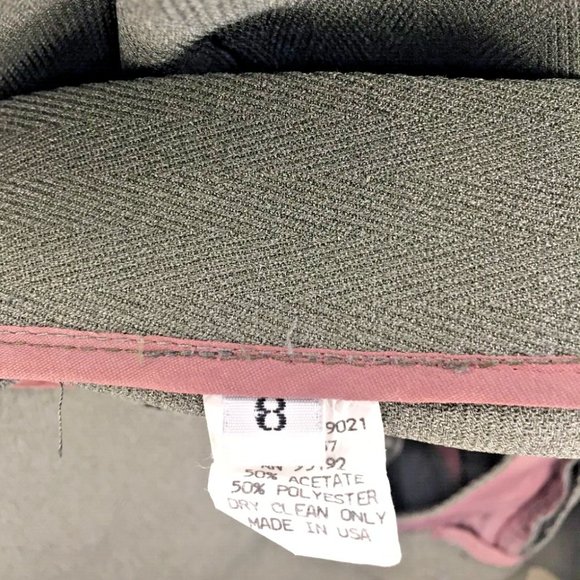 8
9021
50% ACETATE
50% POLYESTER
DRY CLEAN ONLY
MADE IN USA